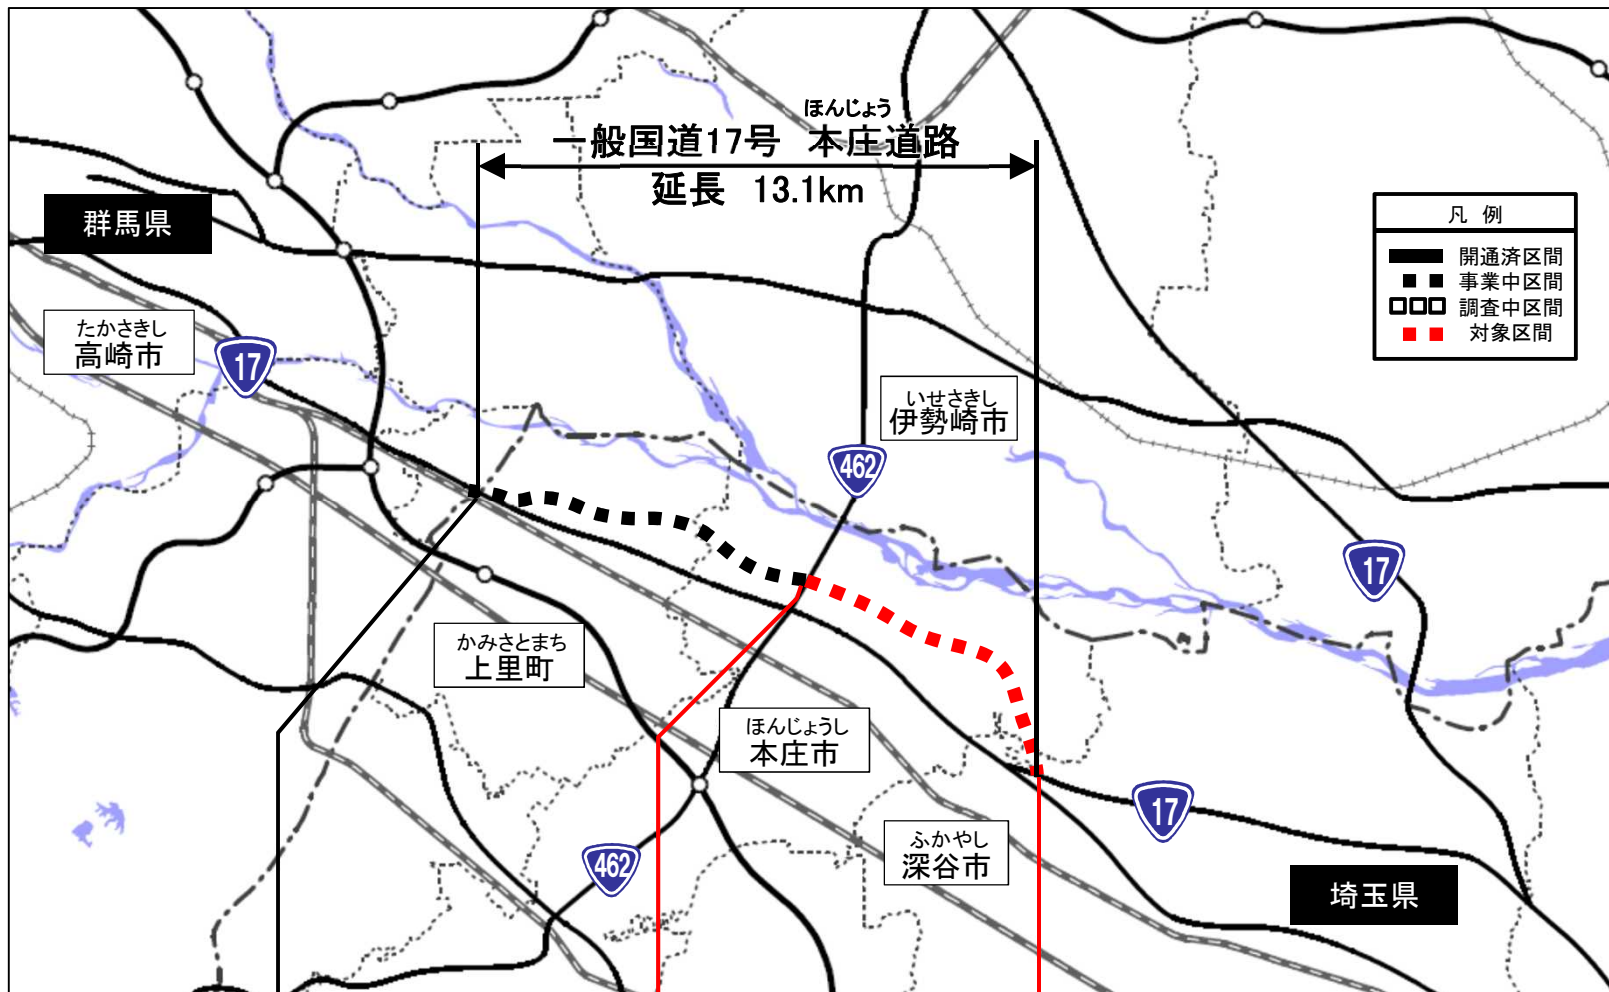 ほんじょう
一般国道17号 本庄道路
延長 13.1km
群馬県
凡 例
開通済区間
事業中区間
調査中区間
対象区間
たかさきし
高崎市
17
いせさきし
伊勢崎市
462
17
かみさとまち
上里町
ほんじょうし
本庄市
17
ふかやし
深谷市
462
埼玉県